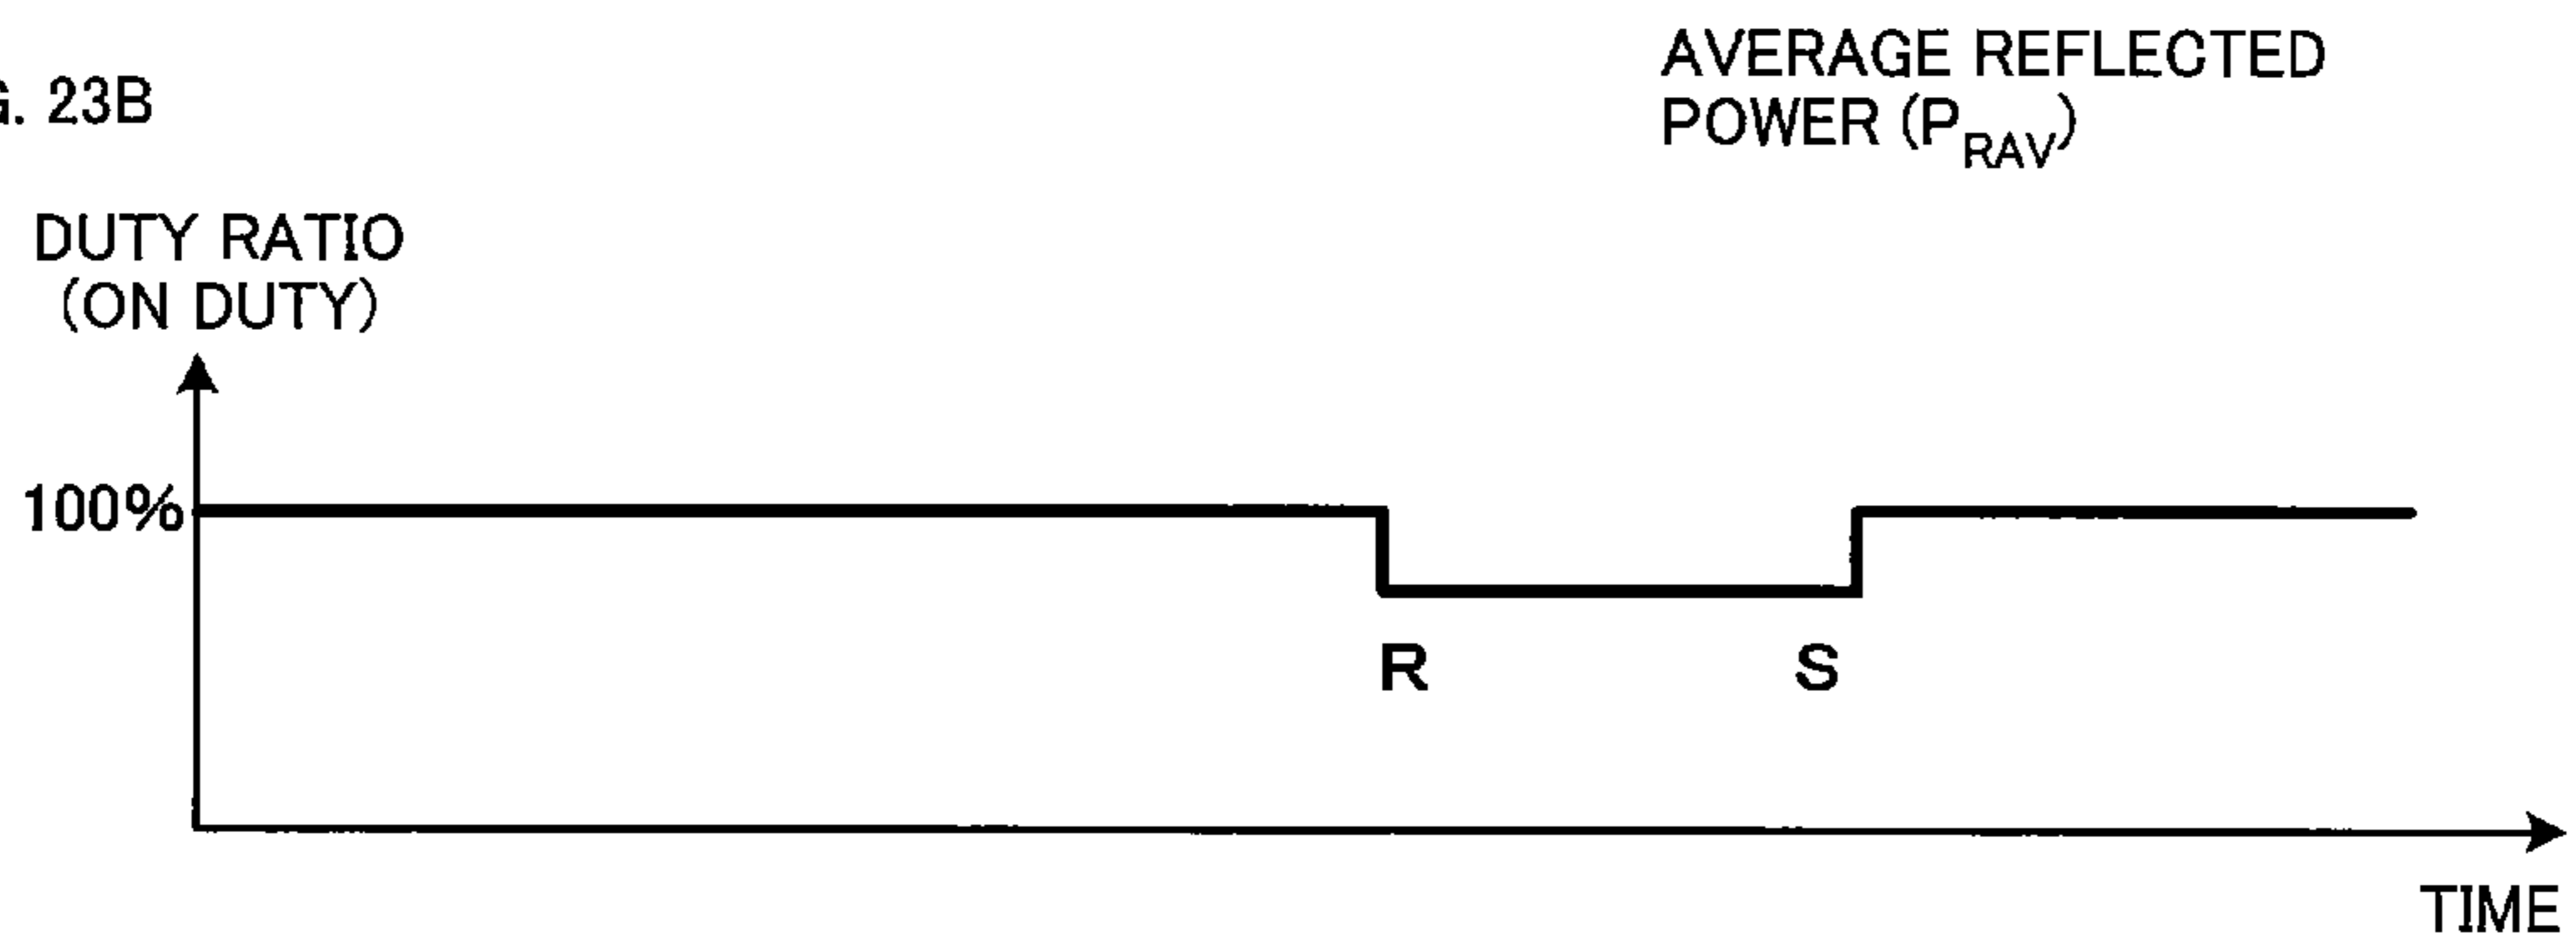 G. 23B
AVERAGE REFLECTED
POWER (PRAV)
DUTY RATIO
(ON DUTY)
100%
R
S
TIME